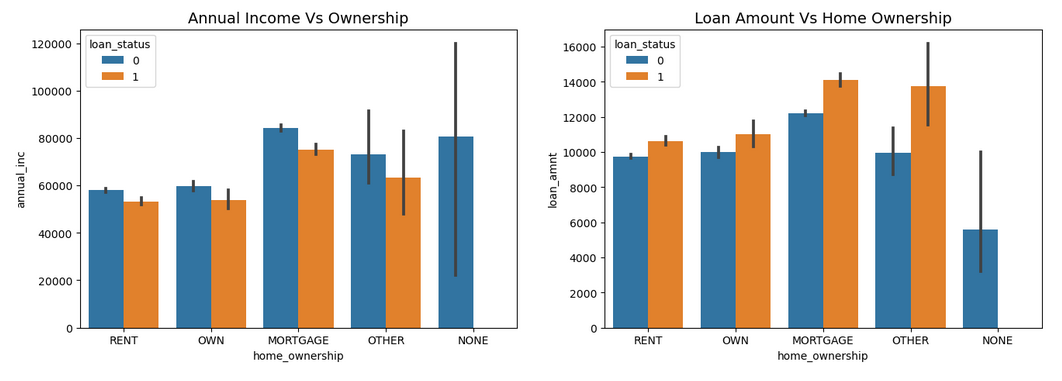 Annual Income Vs Ownership
loan_status
0
1
120000
100000
80000
60000
40000
20000
0
annual_inc
RENT OWN MORTGAGE OTHER NONE
home_ownership
Loan Amount Vs Home Ownership
loan_status
0
1
16000
14000
12000
10000
8000
6000
4000
2000
0
loan_amnt
RENT OWN MORTGAGE OTHER NONE
home_ownership